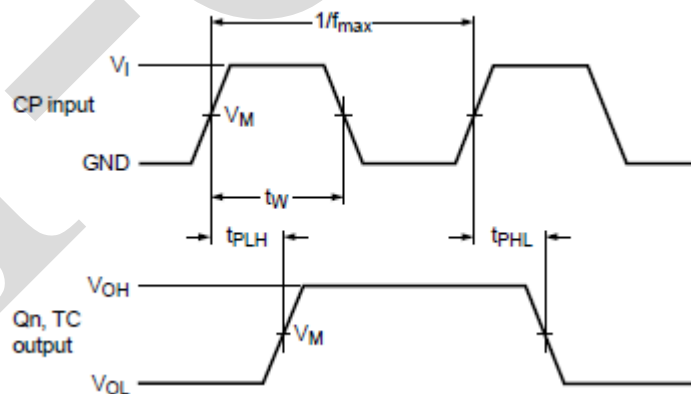 1/fmax
VI
CP input
VM
GND
tW
tPLH
tPHL
VOH
Qn, TC
output
VM
VOL